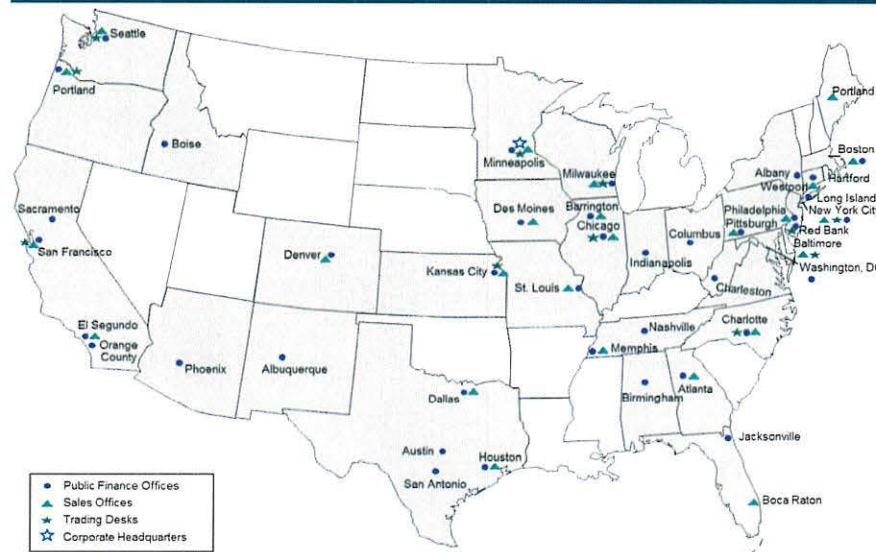 Seattle
Portland
Boise
Minneapolis
Milwaukee
Portland
Boston
Albany
Hartford
Westport
Long Island
New York City
Philadelphia
Pittsburgh
Red Bank
Baltimore
Washington, D
Sacramento
San Francisco
Des Moines
Barrington
Chicago
Columbus
Indianapolis
Denver
Kansas City
St. Louis
Charleston
El Segundo
Orange
County
Nashville
Charlotte
Memphis
Phoenix
Albuquerque
Dallas
Birmingham
Atlanta
Austin
Houston
San Antonio
Jacksonville
Boca Raton
Public Finance Offices
Sales Offices
Trading Desks
Corporate Headquarters